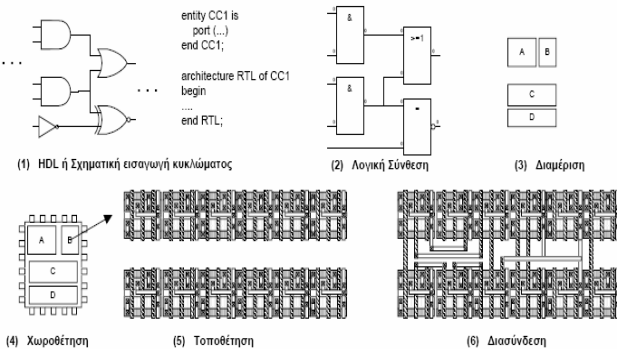 entity CC1 is
port (...)
end CC1;
architecture RTL of CC1
begin
....
end RTL;
(1) HDL ή Σχηματική εισαγωγή κυκλώματος
&
&
>=1
=
(2) Λογική Σύνθεση
A B
C
D
(3) Διαμέριση
A B
C
D
(4) Χωροθέτηση
(5) Τοποθέτηση
(6) Διασύνδεση